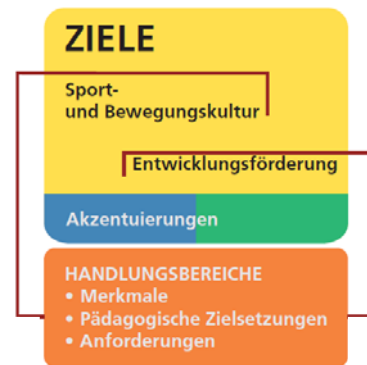 ZIELE
Sport-
und Bewegungskultur
Entwicklungsförderung
Akzentuierungen
HANDLUNGSBEREICHE
• Merkmale
• Pädagogische Zielsetzungen
• Anforderungen